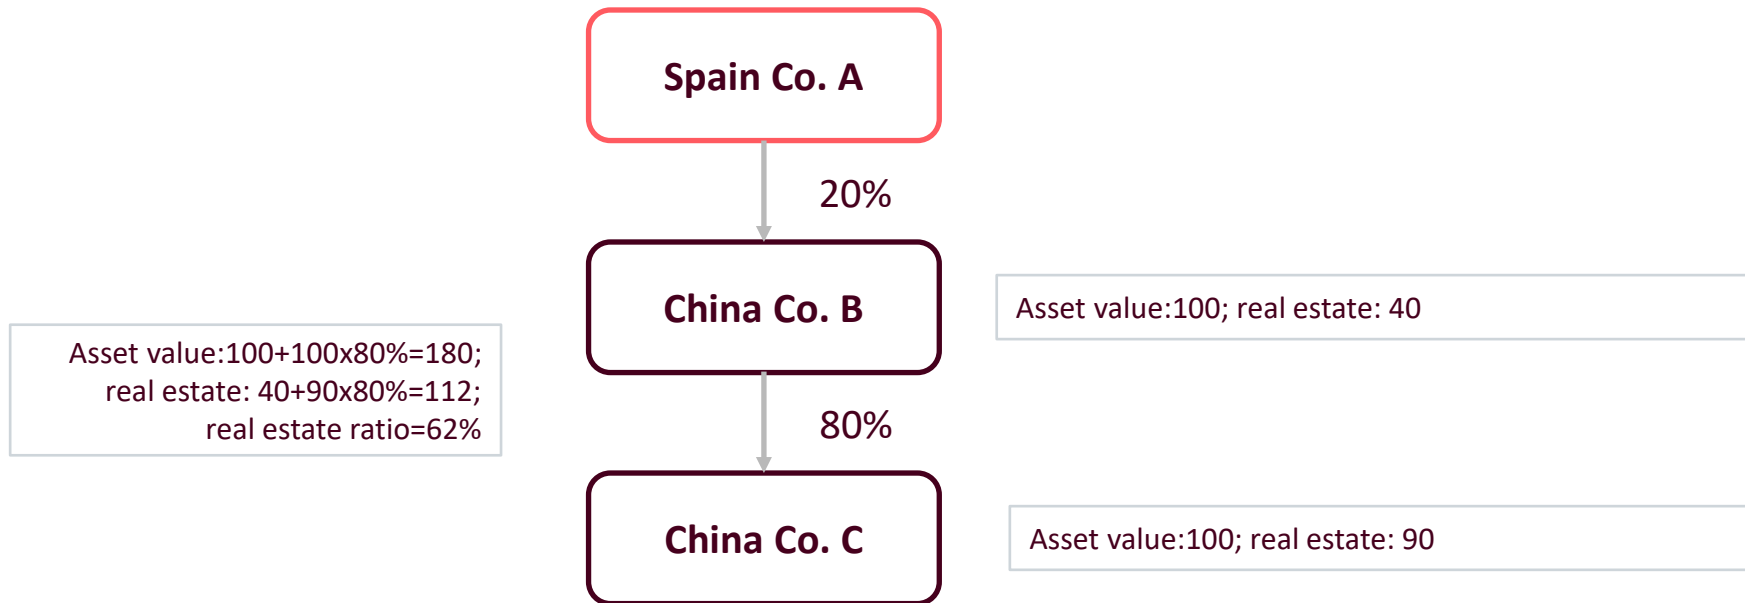 Spain Co. A
20%
China Co. B
Asset value:100; real estate: 40
Asset value:100+100x80%=180;
real estate: 40+90x80%=112;
real estate ratio=62%
80%
China Co. C
Asset value:100; real estate: 90